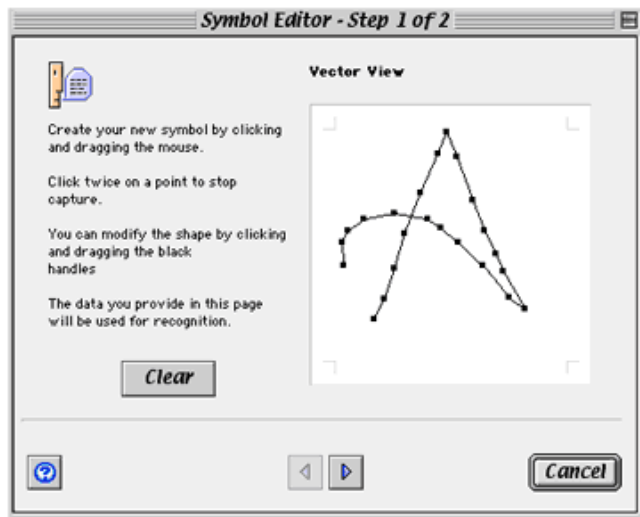 Symbol Editor - Step 1 of 2
Vector View
Create your new symbol by clicking
and dragging the mouse.
Click twice on a point to stop
capture.
You can modify the shape by clicking
and dragging the black
handles
The data you provide in this page
will be used for recognition.
Clear
?
Cancel